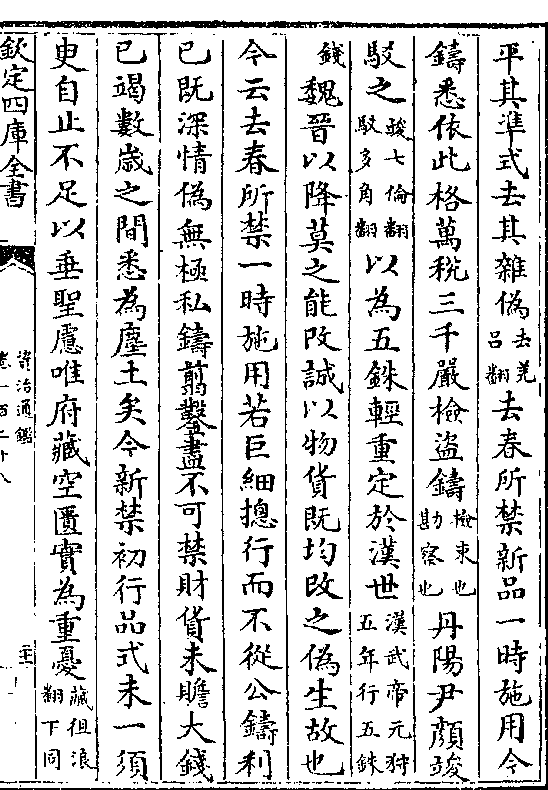 平其準式去其雜偽去羌呂翻去春所禁新品一時施用今
鑄悉依此格萬稅三千嚴檢盜鑄檢束也勘察也丹陽尹顔竣
駁之竣七倫翻駁多角翻以為五銖輕重定於漢世漢武帝元狩五年行五銖
錢魏晉以降莫之能改誠以物貨既均改之偽生故也
今云去春所禁一時施用若巨細摠行而不從公鑄利
已既深情偽無極私鑄翦鑿盡不可禁財貨未贍大錢
已竭數歲之間悉為塵土矣今新禁初行品式未一須
臾自止不足以垂聖慮唯府藏空匱實為重憂藏徂浪翻下同
欽定四庫全書
資治通鑑
卷一百二十八